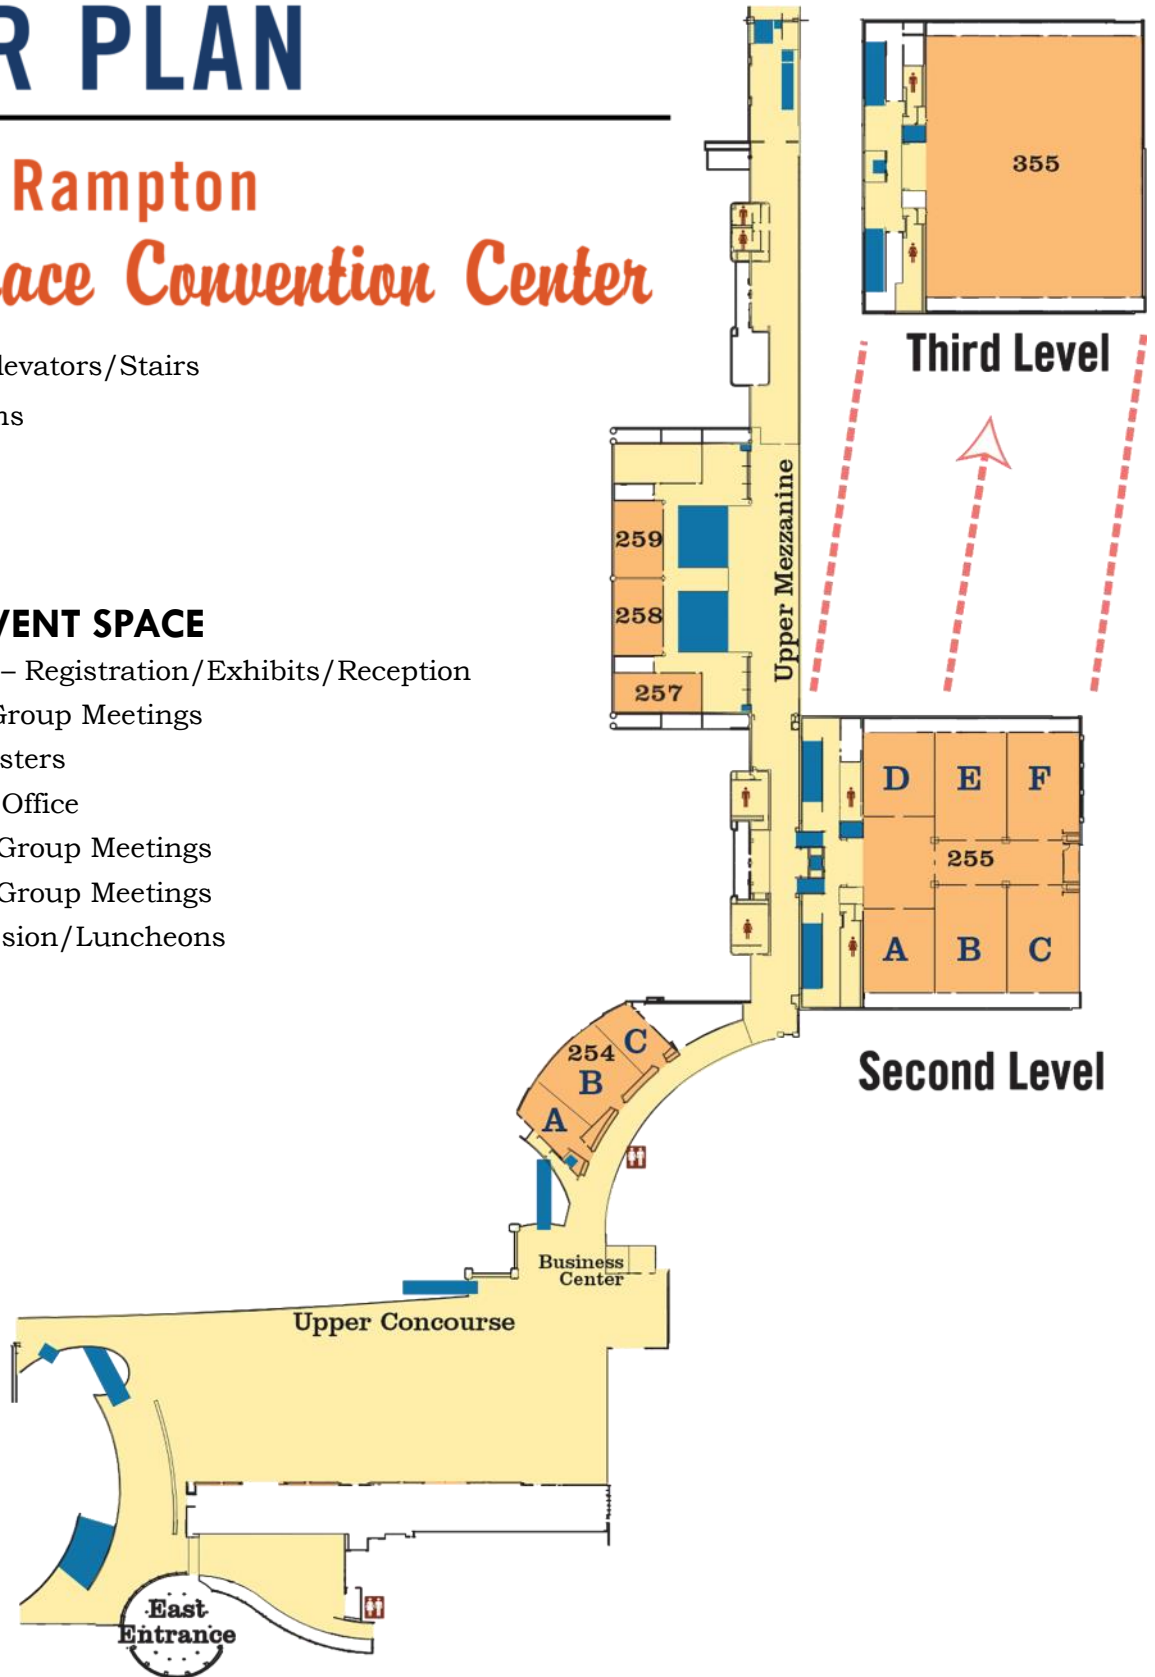 R PLAN
Rampton
lace Convention Center
levators/Stairs
ns
VENT SPACE
– Registration/Exhibits/Reception
Group Meetings
sters
Office
Group Meetings
Group Meetings
sion/Luncheons
355
Third Level
Upper Mezzanine
259
258
257
D E F
255
A B C
Second Level
254
C
B
A
Business
Center
Upper Concourse
East
Entrance